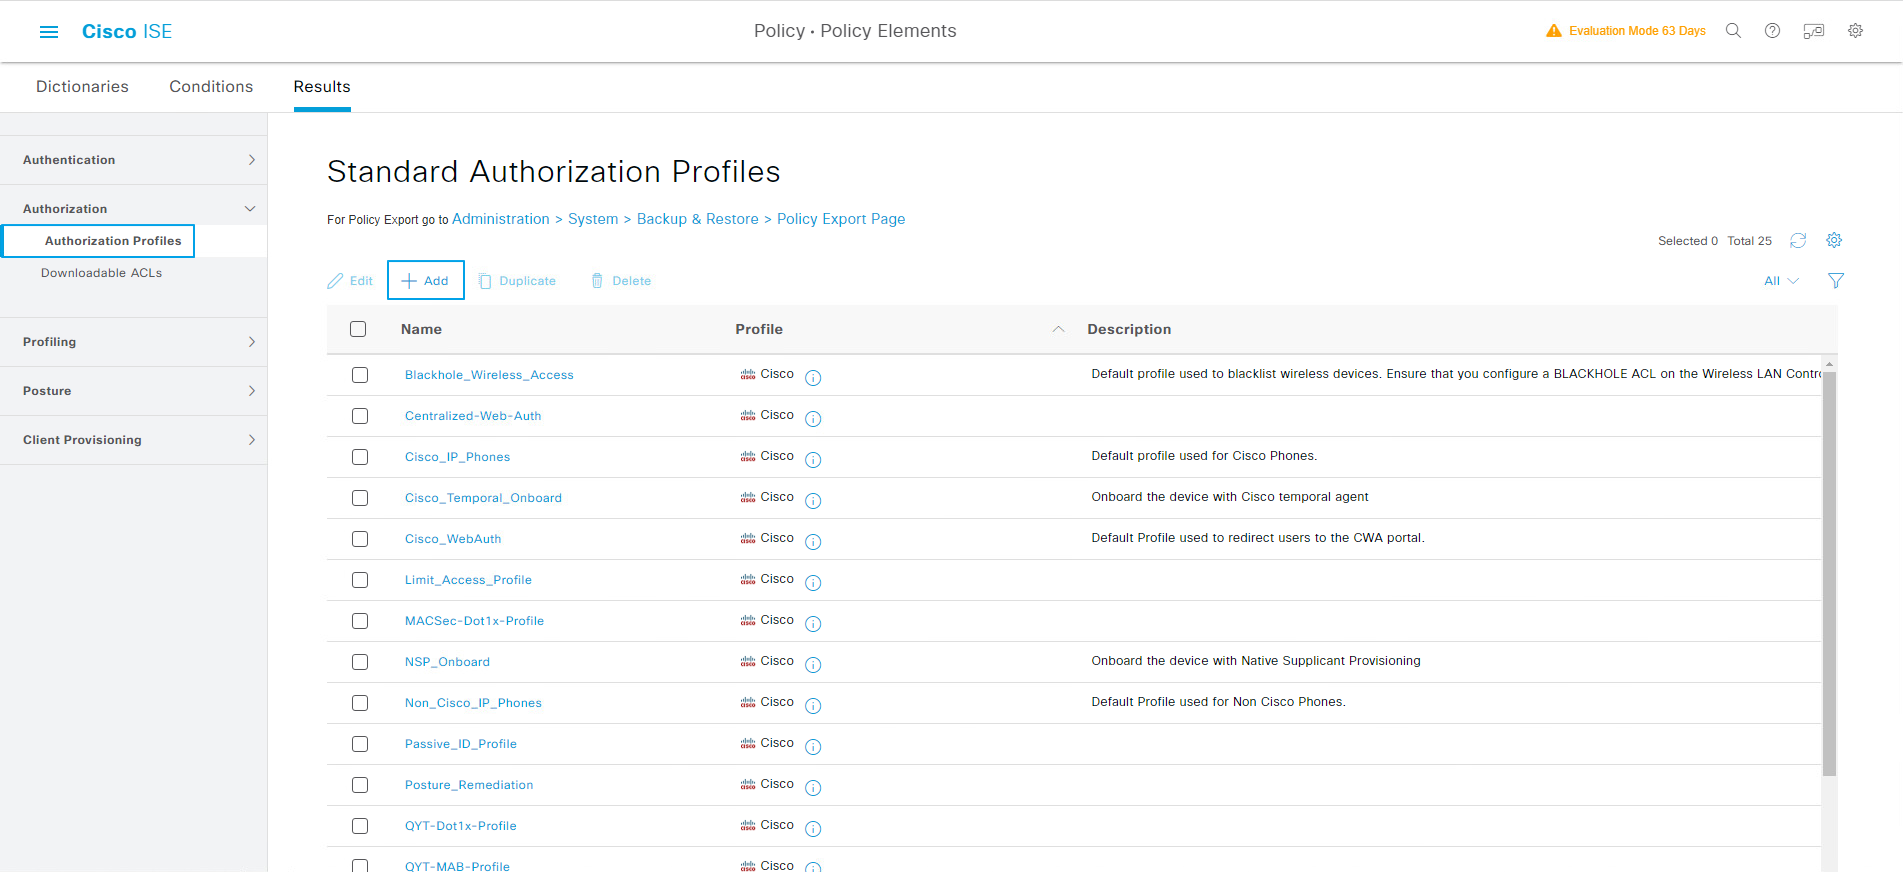 Cisco ISE
Policy · Policy Elements
Evaluation Mode 63 Days
Dictionaries Conditions Results
Authentication
Authorization
Authorization Profiles
Downloadable ACLs
Profiling
Posture
Client Provisioning
Standard Authorization Profiles
For Policy Export go to Administration > System > Backup & Restore > Policy Export Page
Selected 0 Total 25
Edit Add Duplicate Delete
All
Name Profile Description
Blackhole_Wireless_Access Cisco Default profile used to blacklist wireless devices. Ensure that you configure a BLACKHOLE ACL on the Wireless LAN Contr
Centralized-Web-Auth Cisco
Cisco_IP_Phones Cisco Default profile used for Cisco Phones.
Cisco_Temporal_Onboard Cisco Onboard the device with Cisco temporal agent
Cisco_WebAuth Cisco Default Profile used to redirect users to the CWA portal.
Limit_Access_Profile Cisco
MACSec-Dot1x-Profile Cisco
NSP_Onboard Cisco Onboard the device with Native Supplicant Provisioning
Non_Cisco_IP_Phones Cisco Default Profile used for Non Cisco Phones.
Passive_ID_Profile Cisco
Posture_Remediation Cisco
QYT-Dot1x-Profile Cisco
QYT-MAB-Profile Cisco